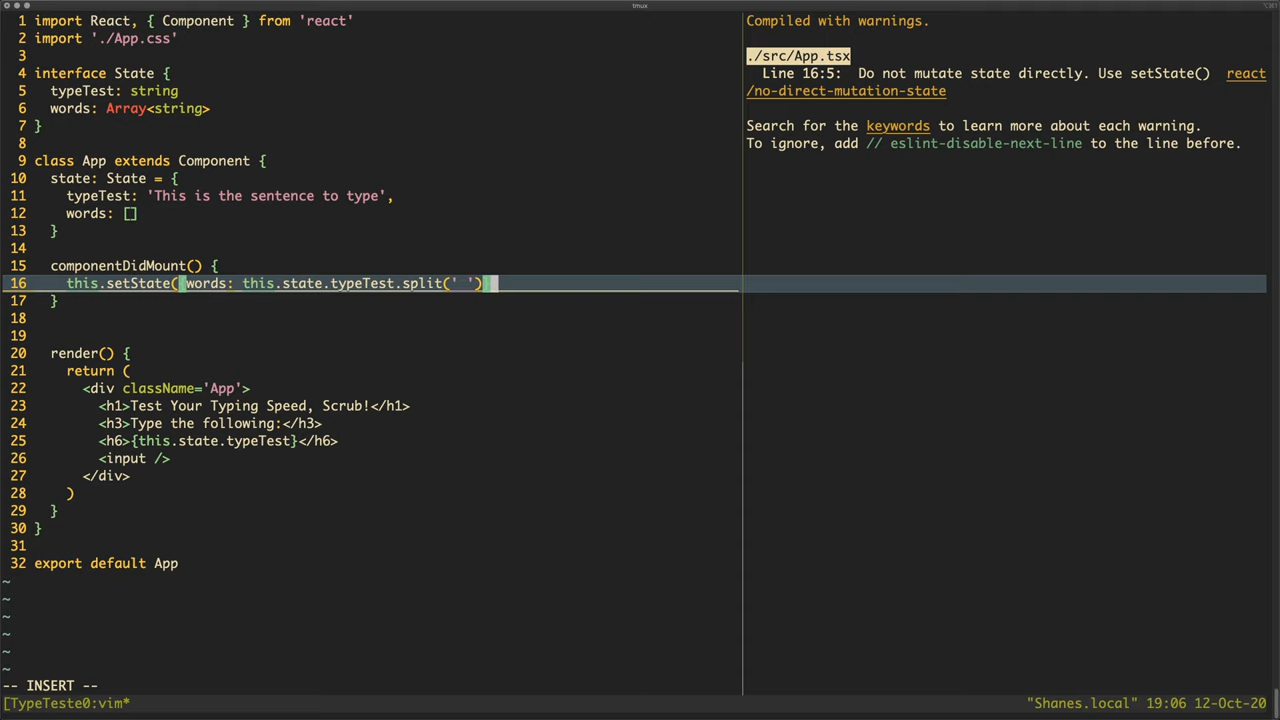 tmux
⌥⌘1
1 import React, { Component } from 'react'
2 import './App.css'
3
4 interface State {
5 typeTest: string
6 words: Array<string>
7 }
8
9 class App extends Component {
10 state: State = {
11 typeTest: 'This is the sentence to type',
12 words: []
13 }
14
15 componentDidMount() {
16 this.setState({words: this.state.typeTest.split(' ')}
17 }
18
19
20 render() {
21 return (
22 <div className='App'>
23 <h1>Test Your Typing Speed, Scrub!</h1>
24 <h3>Type the following:</h3>
25 <h6>{this.state.typeTest}</h6>
26 <input />
27 </div>
28 )
29 }
30 }
31
32 export default App
~
~
~
~
~
~
-- INSERT --
Compiled with warnings.
./src/App.tsx
Line 16:5: Do not mutate state directly. Use setState() react
/no-direct-mutation-state
Search for the keywords to learn more about each warning.
To ignore, add // eslint-disable-next-line to the line before.
[TypeTeste0:vim* "Shanes.local" 19:06 12-Oct-20